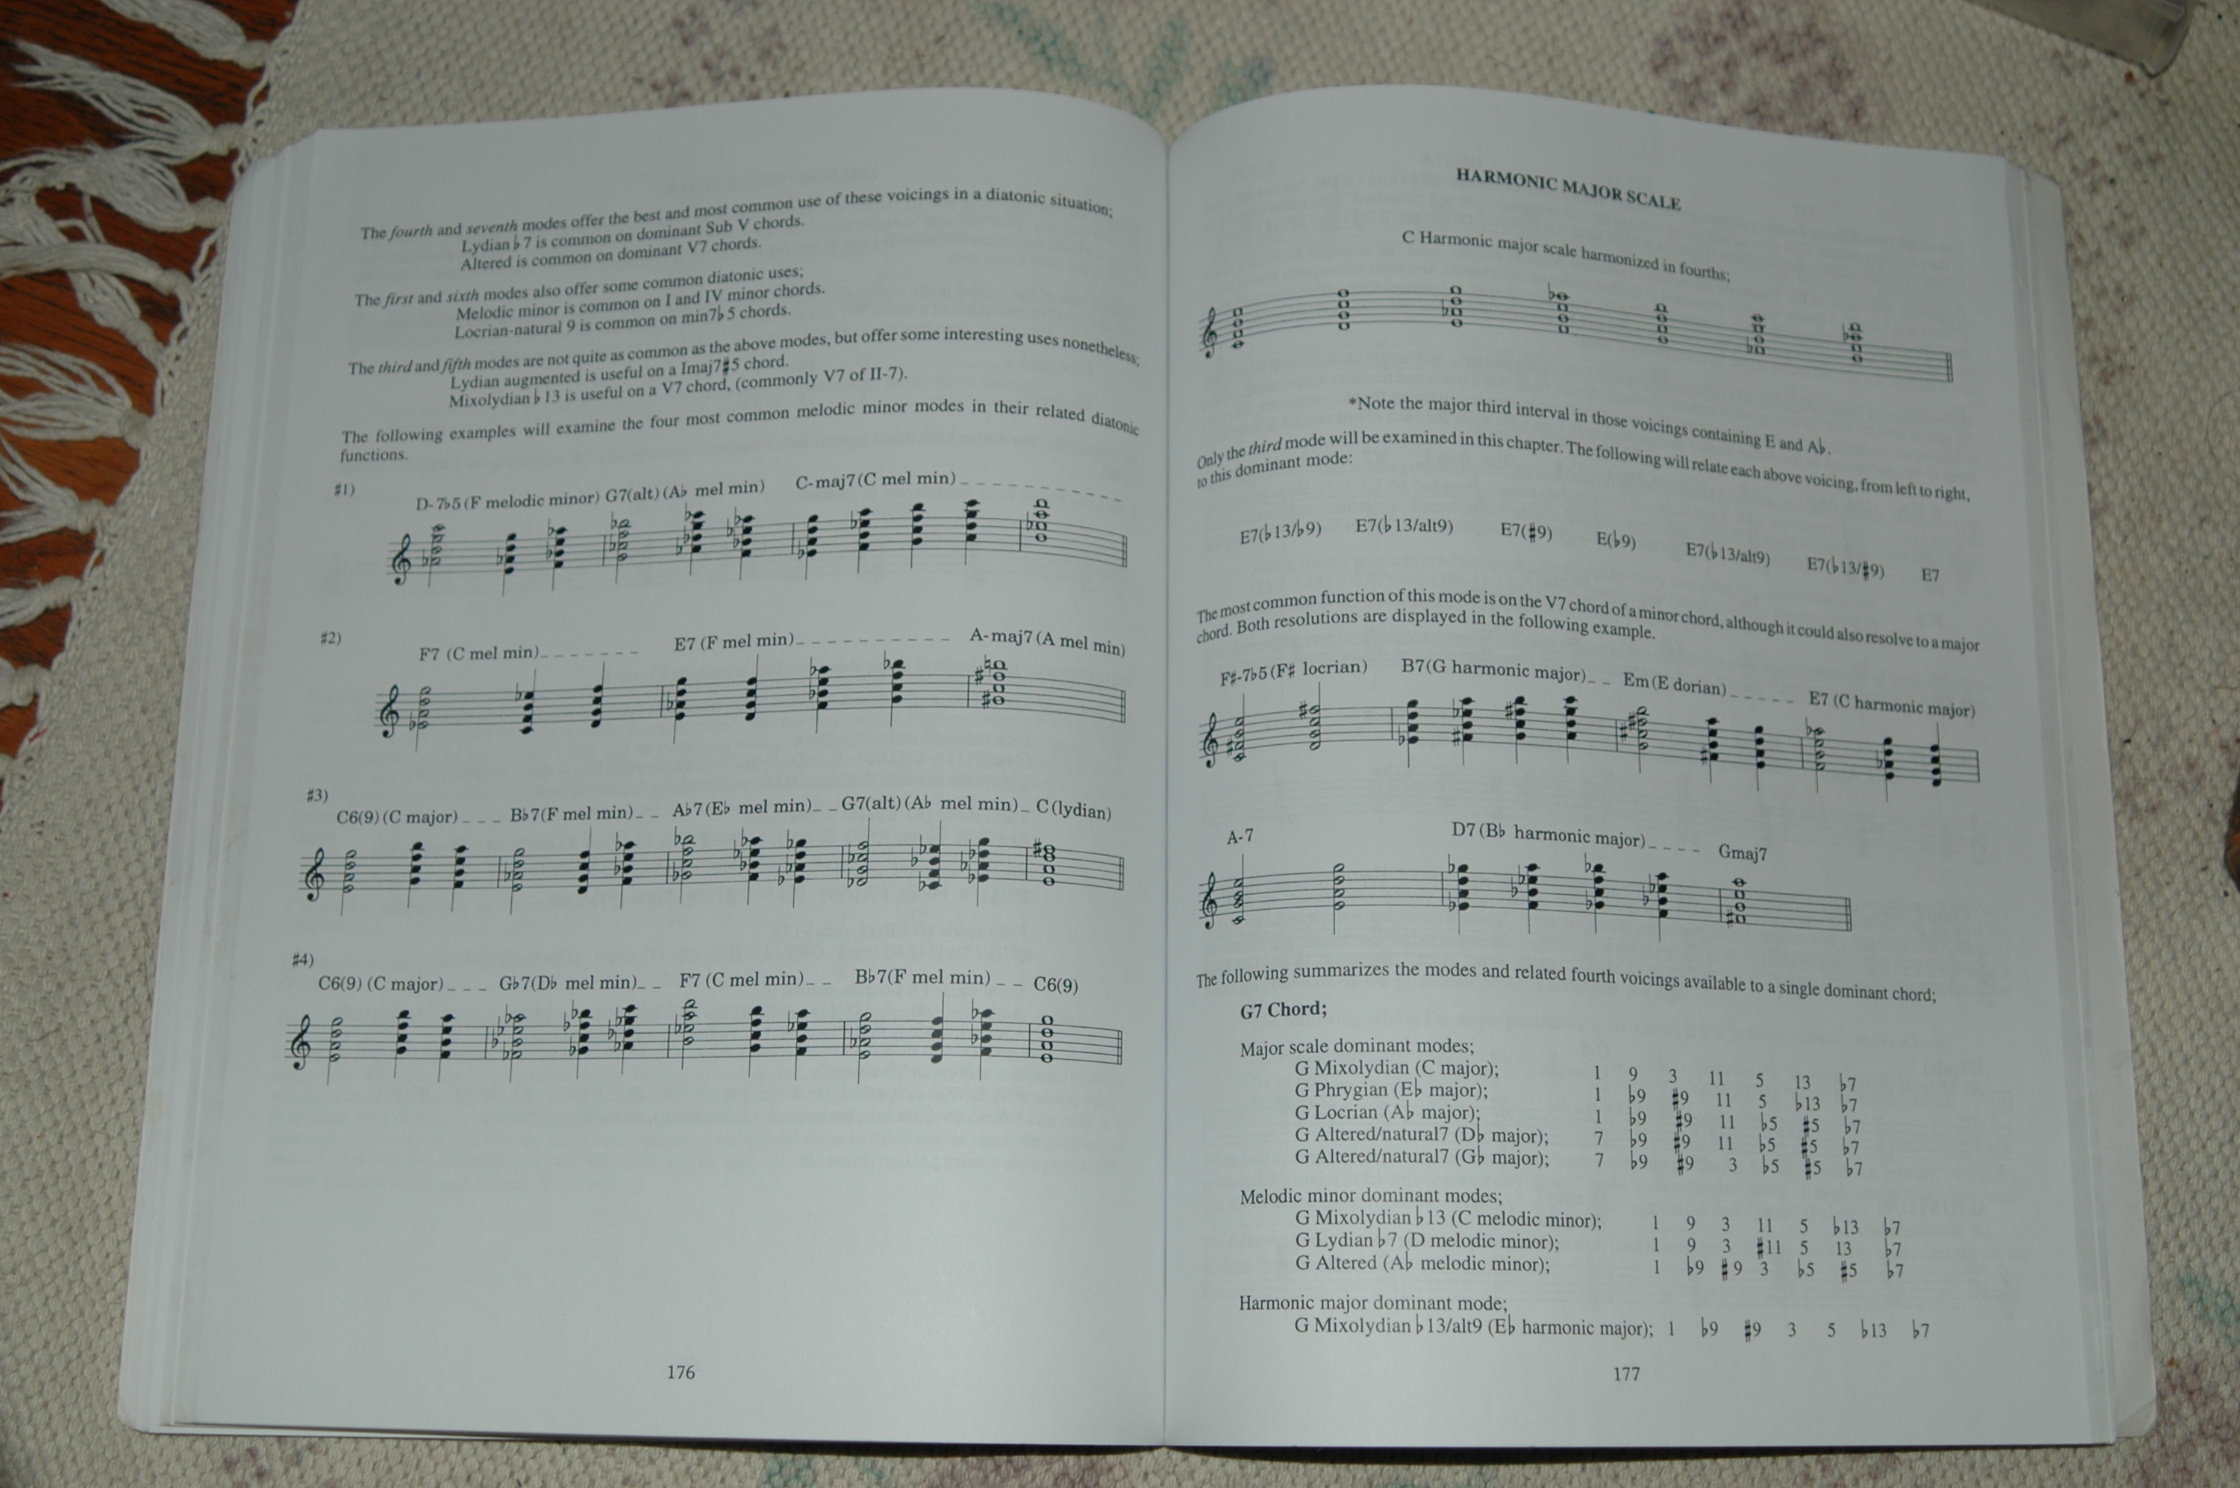 The fourth and seventh modes offer the best and most common use of these voicings in a diatonic situation;
Lydian♭7 is common on dominant Sub V chords.
Altered is common on dominant V7 chords.
The first and sixth modes also offer some common diatonic uses;
Melodic minor is common on I and IV minor chords.
Locrian-natural 9 is common on min7♭5 chords.
The third and fifth modes are not quite as common as the above modes, but offer some interesting uses nonetheless;
Lydian augmented is useful on a Imaj7♯5 chord.
Mixolydian♭13 is useful on a V7 chord, (commonly V7 of II-7).
The following examples will examine the four most common melodic minor modes in their related diatonic
functions.
#1)
D-7♭5 (F melodic minor) G7(alt) (A♭ mel min) C-maj7 (C mel min) _ _ _ _ _ _ _ _ _
#2)
F7 (C mel min)_ _ _ _ _ _ _ E7 (F mel min)_ _ _ _ _ _ _ _ _ _ A-maj7 (A mel min)
#3)
C6(9) (C major) _ _ _ B♭7(F mel min)_ _ A♭7 (E♭ mel min)_ _ G7(alt) (A♭ mel min)_ C (lydian)
#4)
C6(9) (C major) _ _ _ G♭7(D♭ mel min)_ _ F7 (C mel min)_ _ B♭7(F mel min) _ _ C6(9)
176
HARMONIC MAJOR SCALE
C Harmonic major scale harmonized in fourths;
*Note the major third interval in those voicings containing E and A♭.
Only the third mode will be examined in this chapter. The following will relate each above voicing, from left to right,
to this dominant mode:
E7(♭13/♭9) E7(♭13/alt9) E7(♯9) E(♭9) E7(♭13/alt9) E7(♭13/♯9) E7
The most common function of this mode is on the V7 chord of a minor chord, although it could also resolve to a major
chord. Both resolutions are displayed in the following example.
F♯-7♭5 (F♯ locrian) B7(G harmonic major)_ _ Em (E dorian) _ _ _ _ _ E7 (C harmonic major)
A-7 D7 (B♭ harmonic major)_ _ _ _ Gmaj7
The following summarizes the modes and related fourth voicings available to a single dominant chord;
G7 Chord;
Major scale dominant modes;
G Mixolydian (C major); 1 9 3 11 5 13 ♭7
G Phrygian (E♭ major); 1 ♭9 ♯9 11 5 ♭13 ♭7
G Locrian (A♭ major); 1 ♭9 ♯9 11 ♭5 ♯5 ♭7
G Altered/natural7 (D♭ major); 7 ♭9 ♯9 11 ♭5 ♯5 ♭7
G Altered/natural7 (G♭ major); 7 ♭9 ♯9 3 ♭5 ♯5 ♭7
Melodic minor dominant modes;
G Mixolydian♭13 (C melodic minor); 1 9 3 11 5 ♭13 ♭7
G Lydian♭7 (D melodic minor); 1 9 3 ♯11 5 13 ♭7
G Altered (A♭ melodic minor); 1 ♭9 ♯9 3 ♭5 ♯5 ♭7
Harmonic major dominant mode;
G Mixolydian♭13/alt9 (E♭ harmonic major); 1 ♭9 ♯9 3 5 ♭13 ♭7
177